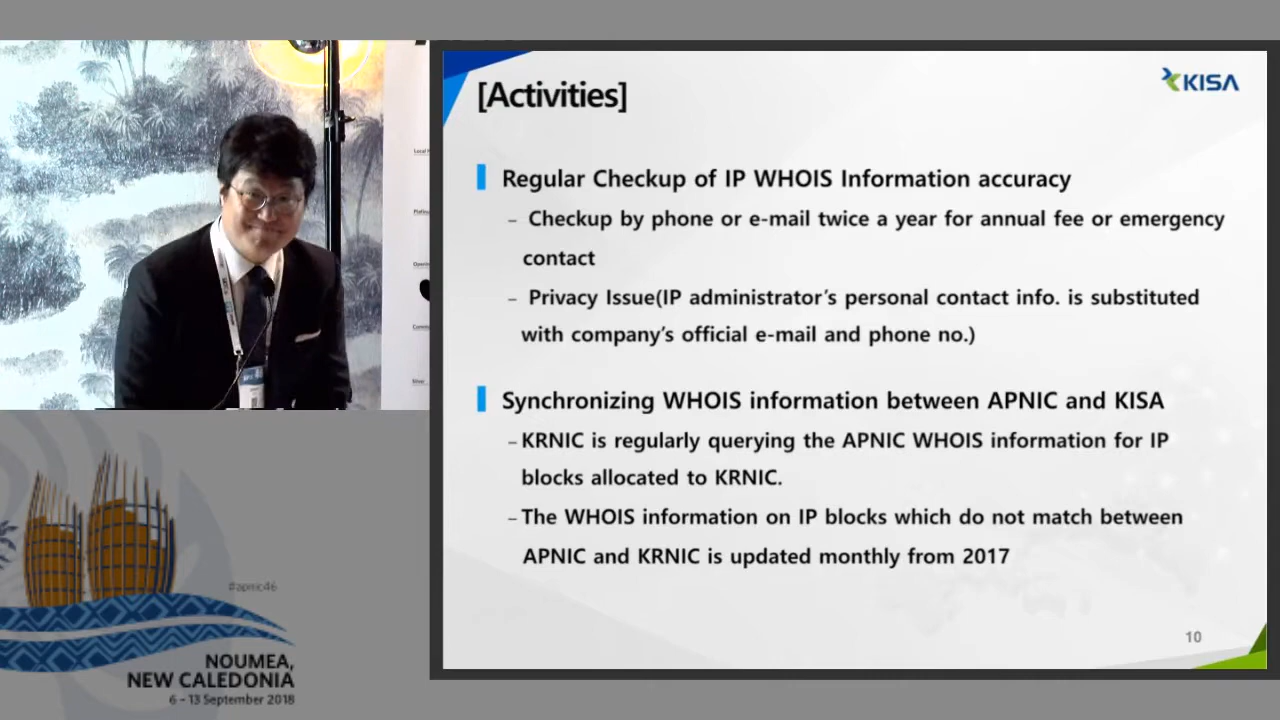 [Activities]
KISA
Regular Checkup of IP WHOIS Information accuracy
– Checkup by phone or e-mail twice a year for annual fee or emergency
contact
– Privacy Issue(IP administrator's personal contact info. is substituted
with company's official e-mail and phone no.)
Synchronizing WHOIS information between APNIC and KISA
–KRNIC is regularly querying the APNIC WHOIS information for IP
blocks allocated to KRNIC.
–The WHOIS information on IP blocks which do not match between
APNIC and KRNIC is updated monthly from 2017
10
#apnic46
NOUMEA,
NEW CALEDONIA
6 – 13 September 2018